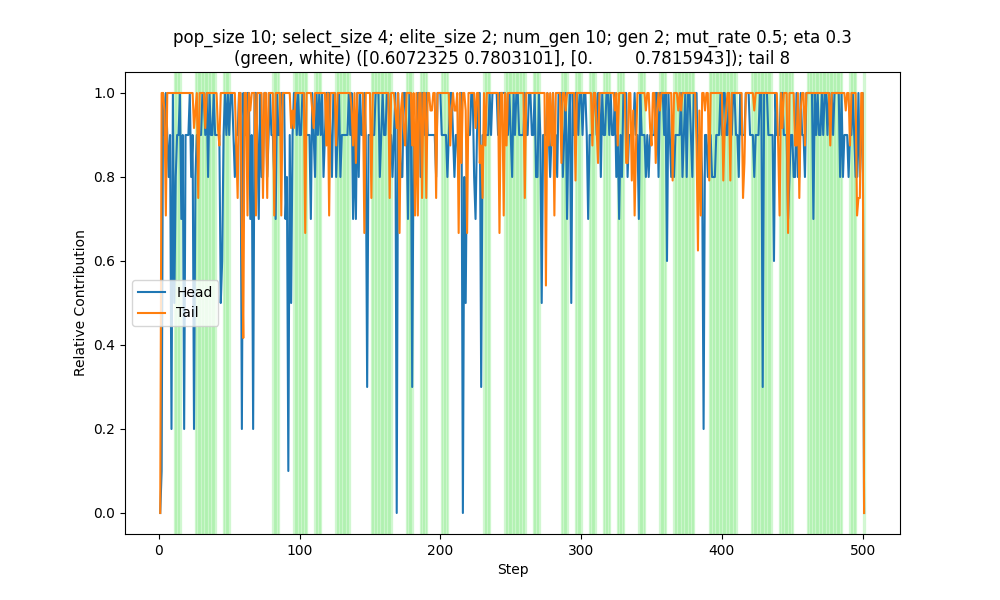 pop_size 10; select_size 4; elite_size 2; num_gen 10; gen 2; mut_rate 0.5; eta 0.3
(green, white) ([0.6072325 0.7803101], [0.         0.7815943]); tail 8
1.0
0.8
0.6
0.4
0.2
0.0
Relative Contribution
Head
Tail
0
100
200
300
400
500
Step